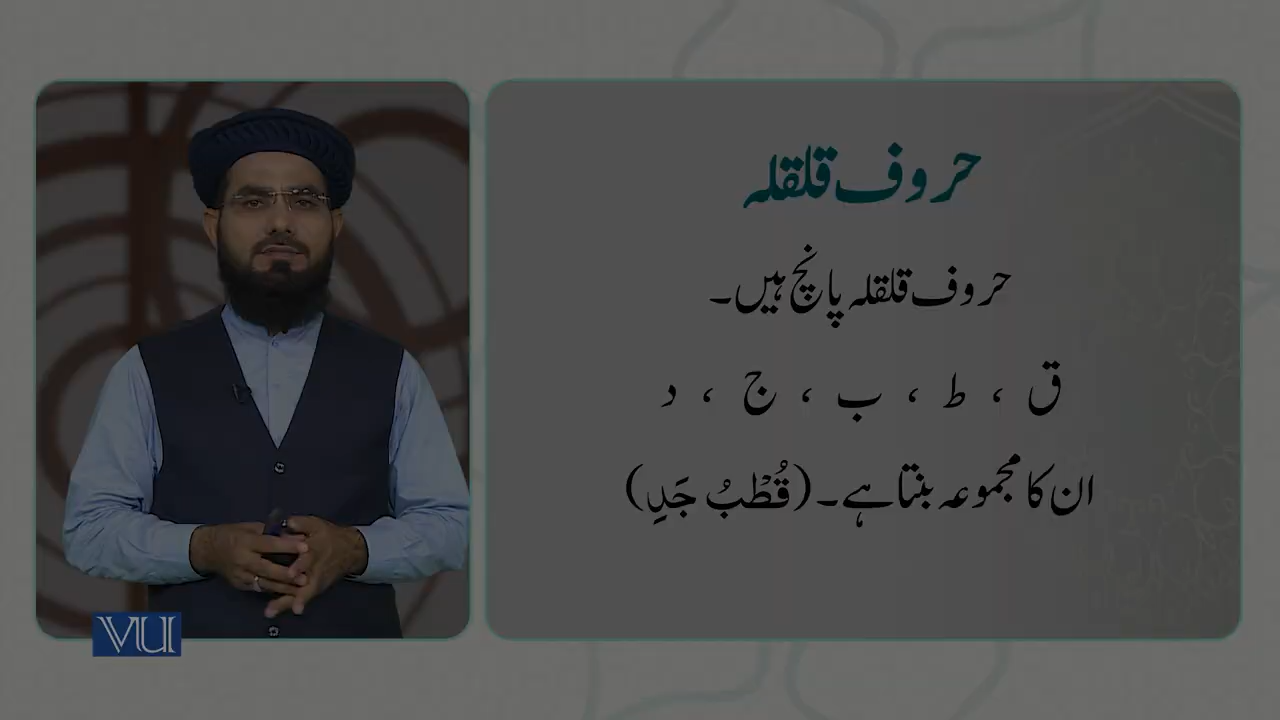 حروف قلقلہ
حروف قلقلہ پانچ ہیں۔
ق ، ط ، ب ، ج ، د
ان کا مجموعہ بنتا ہے۔ (قُطْبُ جَدٍ)
VU